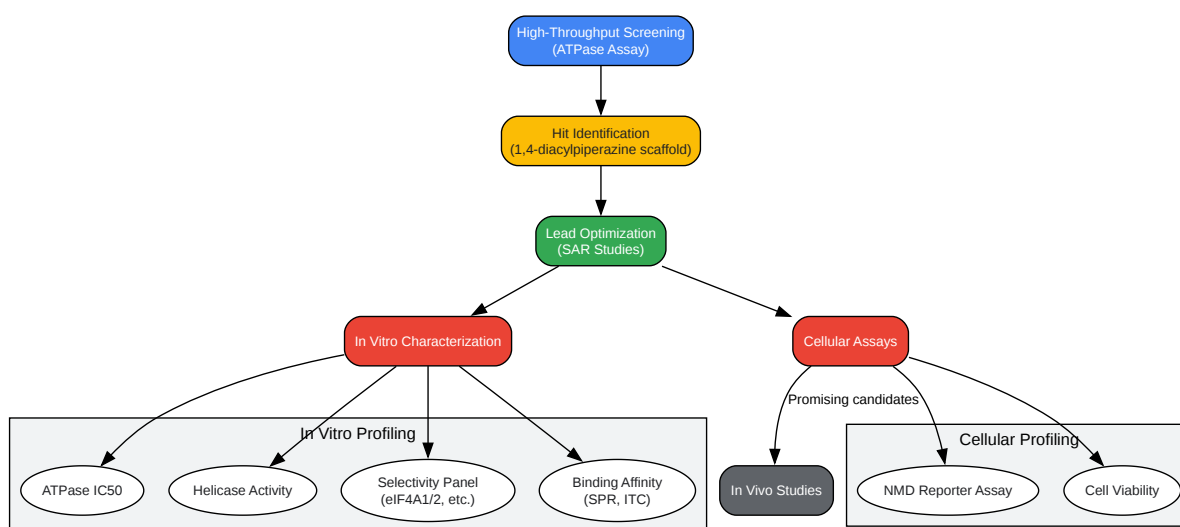 High-Throughput Screening
(ATPase Assay)
Hit Identification
(1,4-diacylpiperazine scaffold)
Lead Optimization
(SAR Studies)
In Vitro Characterization
Cellular Assays
Promising candidates
In Vitro Profiling
Cellular Profiling
ATPase IC50
Helicase Activity
Selectivity Panel
(eIF4A1/2, etc.)
Binding Affinity
(SPR, ITC)
In Vivo Studies
NMD Reporter Assay
Cell Viability